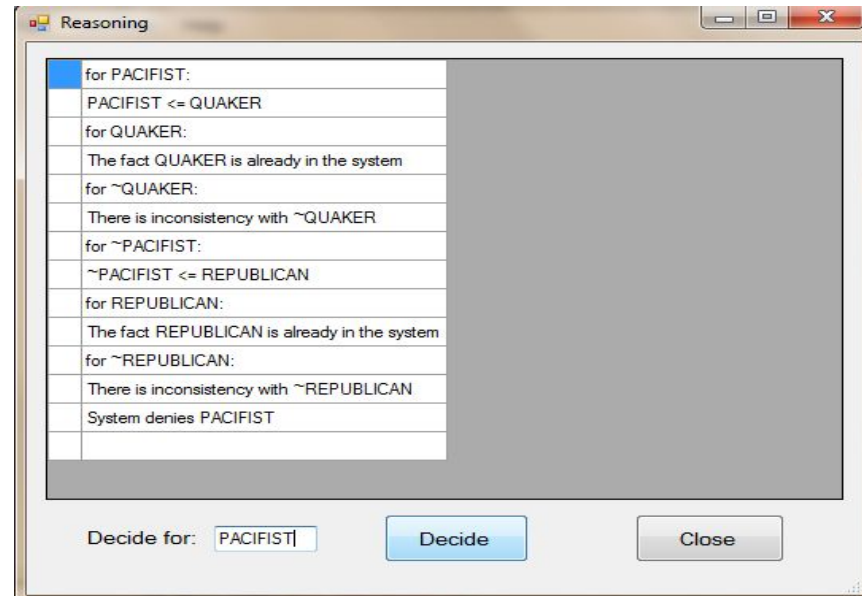 Reasoning
for PACIFIST:
PACIFIST <= QUAKER
for QUAKER:
The fact QUAKER is already in the system
for ~QUAKER:
There is inconsistency with ~QUAKER
for ~PACIFIST:
~PACIFIST <= REPUBLICAN
for REPUBLICAN:
The fact REPUBLICAN is already in the system
for ~REPUBLICAN:
There is inconsistency with ~REPUBLICAN
System denies PACIFIST
Decide for: PACIFIST Decide Close